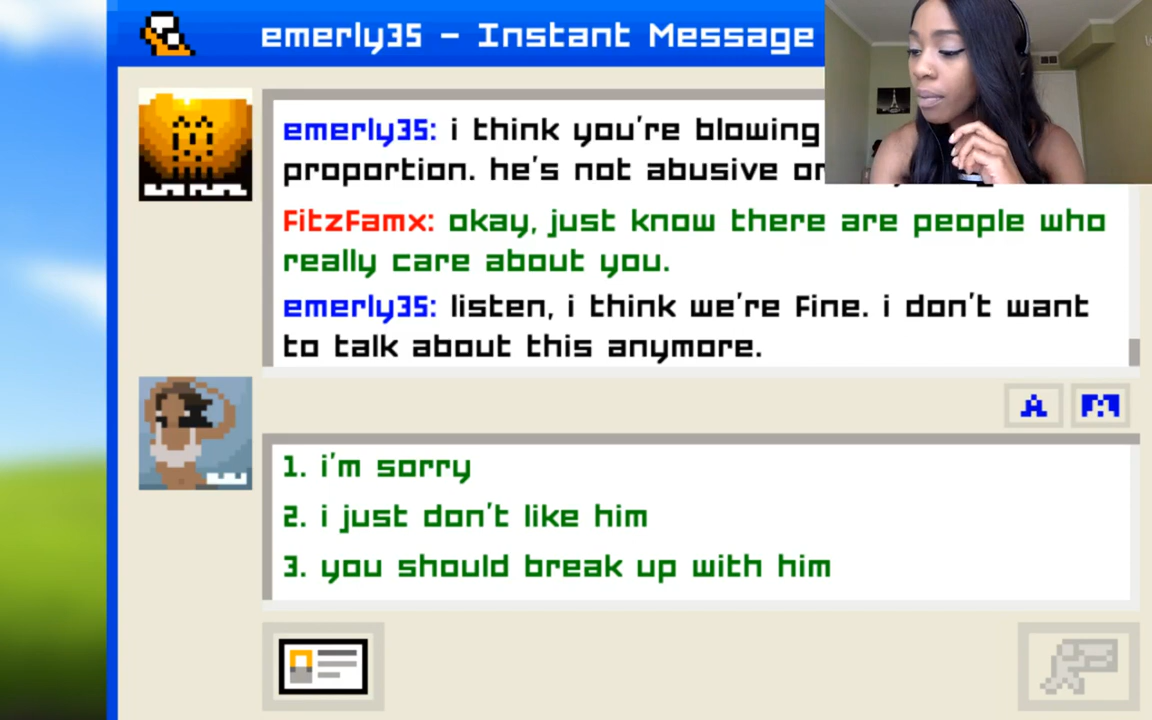 emerly35 - Instant Message
emerly35: i think you're blowing
proportion. he's not abusive or
FitzFamx: okay, just know there are people who
really care about you.
emerly35: listen, i think we're fine. i don't want
to talk about this anymore.
A
1. i'm sorry
2. i just don't like him
3. you should break up with him